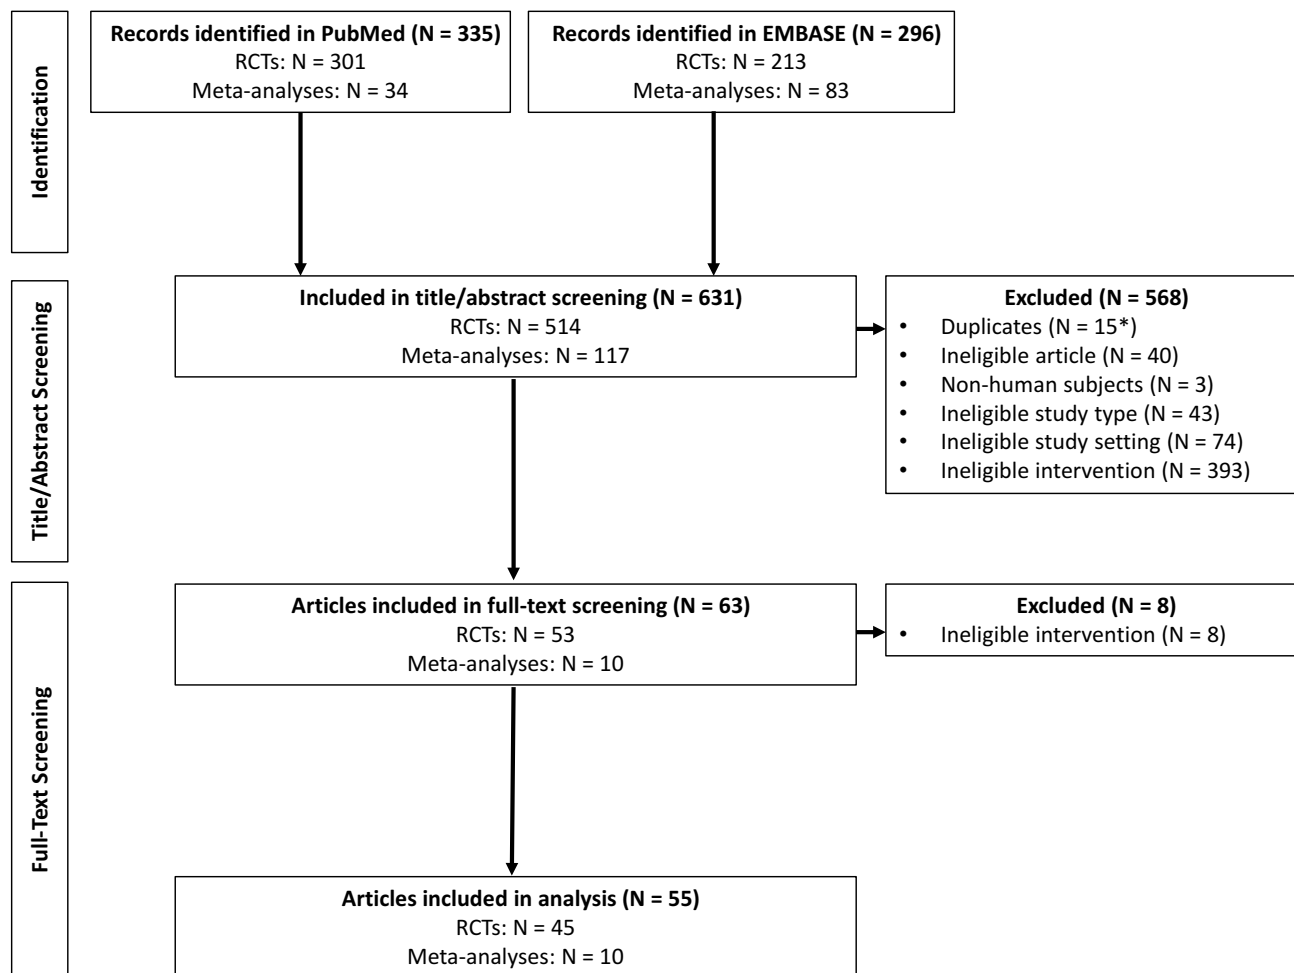 Identification
Records identified in PubMed (N = 335)
RCTs: N = 301
Meta-analyses: N = 34
Records identified in EMBASE (N = 296)
RCTs: N = 213
Meta-analyses: N = 83
Title/Abstract Screening
Included in title/abstract screening (N = 631)
RCTs: N = 514
Meta-analyses: N = 117
Excluded (N = 568)
• Duplicates (N = 15*)
• Ineligible article (N = 40)
• Non-human subjects (N = 3)
• Ineligible study type (N = 43)
• Ineligible study setting (N = 74)
• Ineligible intervention (N = 393)
Full-Text Screening
Articles included in full-text screening (N = 63)
RCTs: N = 53
Meta-analyses: N = 10
Excluded (N = 8)
• Ineligible intervention (N = 8)
Articles included in analysis (N = 55)
RCTs: N = 45
Meta-analyses: N = 10